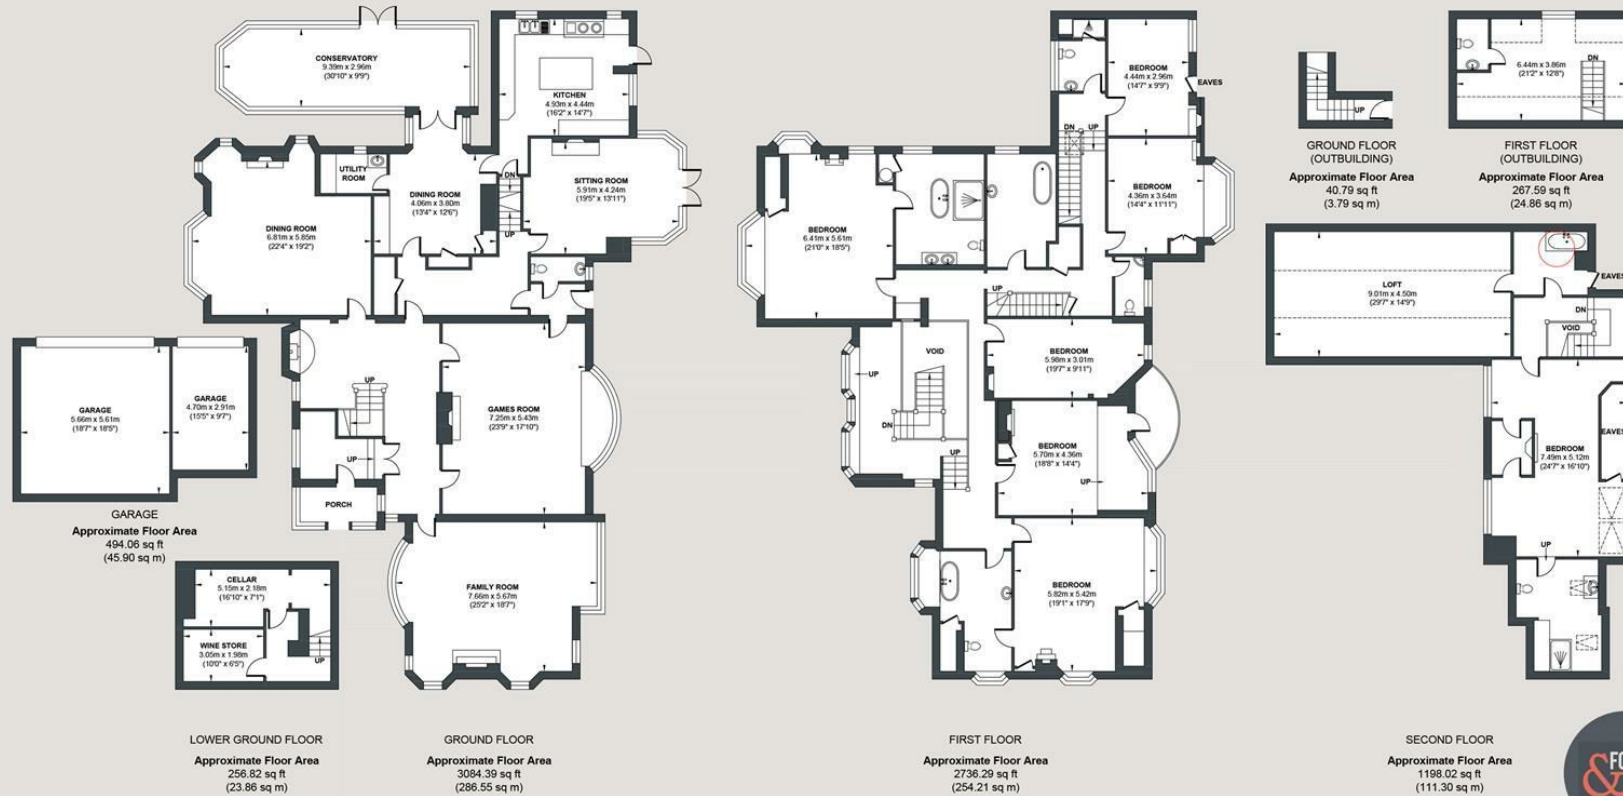 CONSERVATORY
9.39m x 2.96m
(30'10" x 9'9")
KITCHEN
4.93m x 4.44m
(16'2" x 14'7")
UTILITY
ROOM
DINING ROOM
4.06m x 3.80m
(13'4" x 12'6")
DN
UP
SITTING ROOM
5.91m x 4.24m
(19'5" x 13'11")
DINING ROOM
6.81m x 5.85m
(22'4" x 19'2")
UP
UP
GAMES ROOM
7.25m x 5.43m
(23'9" x 17'10")
PORCH
FAMILY ROOM
7.66m x 5.67m
(25'2" x 18'7")
GARAGE
5.66m x 5.61m
(18'7" x 18'5")
GARAGE
4.70m x 2.91m
(15'5" x 9'7")
GARAGE
Approximate Floor Area
494.06 sq ft
(45.90 sq m)
CELLAR
5.15m x 2.18m
(16'10" x 7'1")
WINE STORE
3.05m x 1.98m
(10'0" x 6'5")
UP
LOWER GROUND FLOOR
Approximate Floor Area
256.82 sq ft
(23.86 sq m)
GROUND FLOOR
Approximate Floor Area
3084.39 sq ft
(286.55 sq m)
BEDROOM
4.44m x 2.96m
(14'7" x 9'9")
EAVES
DN
UP
BEDROOM
4.36m x 3.64m
(14'4" x 11'11")
BEDROOM
6.41m x 5.61m
(21'0" x 18'5")
UP
VOID
UP
DN
UP
BEDROOM
5.98m x 3.01m
(19'7" x 9'11")
BEDROOM
5.70m x 4.36m
(18'8" x 14'4")
UP
BEDROOM
5.82m x 5.42m
(19'1" x 17'9")
FIRST FLOOR
Approximate Floor Area
2736.29 sq ft
(254.21 sq m)
UP
GROUND FLOOR
(OUTBUILDING)
Approximate Floor Area
40.79 sq ft
(3.79 sq m)
6.44m x 3.86m
(21'2" x 12'8")
DN
FIRST FLOOR
(OUTBUILDING)
Approximate Floor Area
267.59 sq ft
(24.86 sq m)
LOFT
9.01m x 4.50m
(29'7" x 14'9")
EAVES
DN
VOID
BEDROOM
7.49m x 5.12m
(24'7" x 16'10")
EAVES
UP
SECOND FLOOR
Approximate Floor Area
1198.02 sq ft
(111.30 sq m)
&